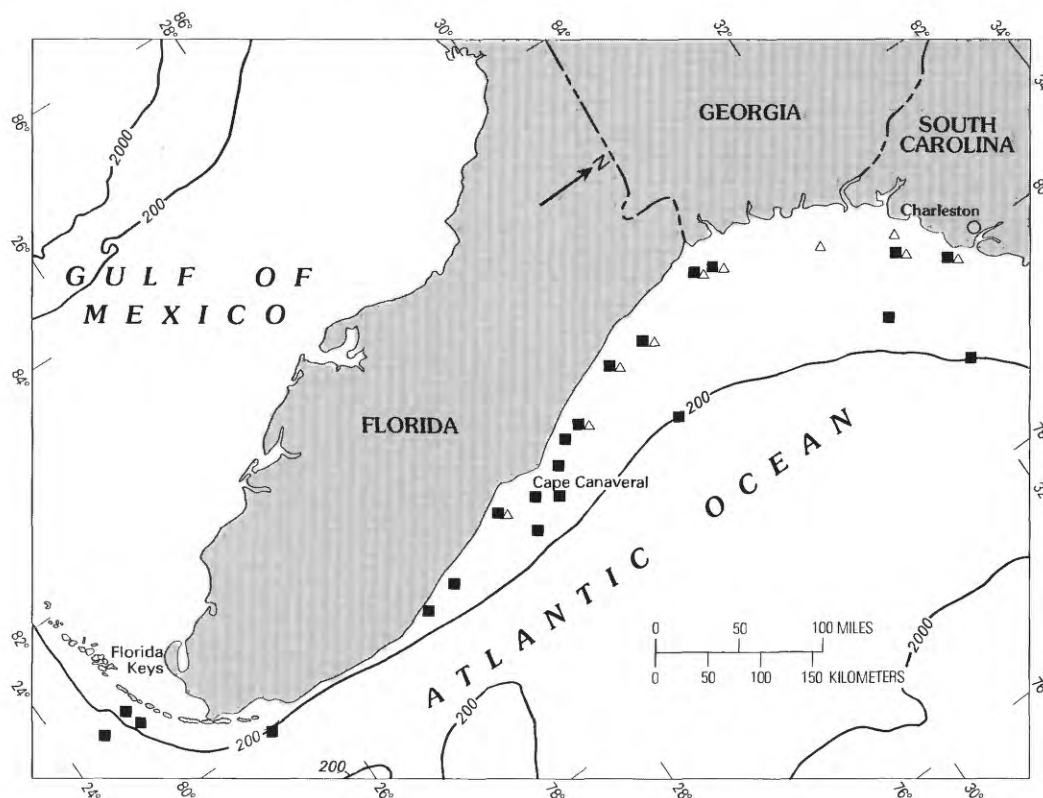 86°
28°
30°
84°
32°
82°
34°
86°
2000
200
GEORGIA
SOUTH
CAROLINA
N
Charleston
26°
GULF OF
MEXICO
84°
FLORIDA
200
Cape Canaveral
ATLANTIC OCEAN
32°
0 50 100 MILES
0 50 100 150 KILOMETERS
2000
82°
Florida
Keys
24°
200
200
200
24°
80°
26°
78°
28°
76°
30°